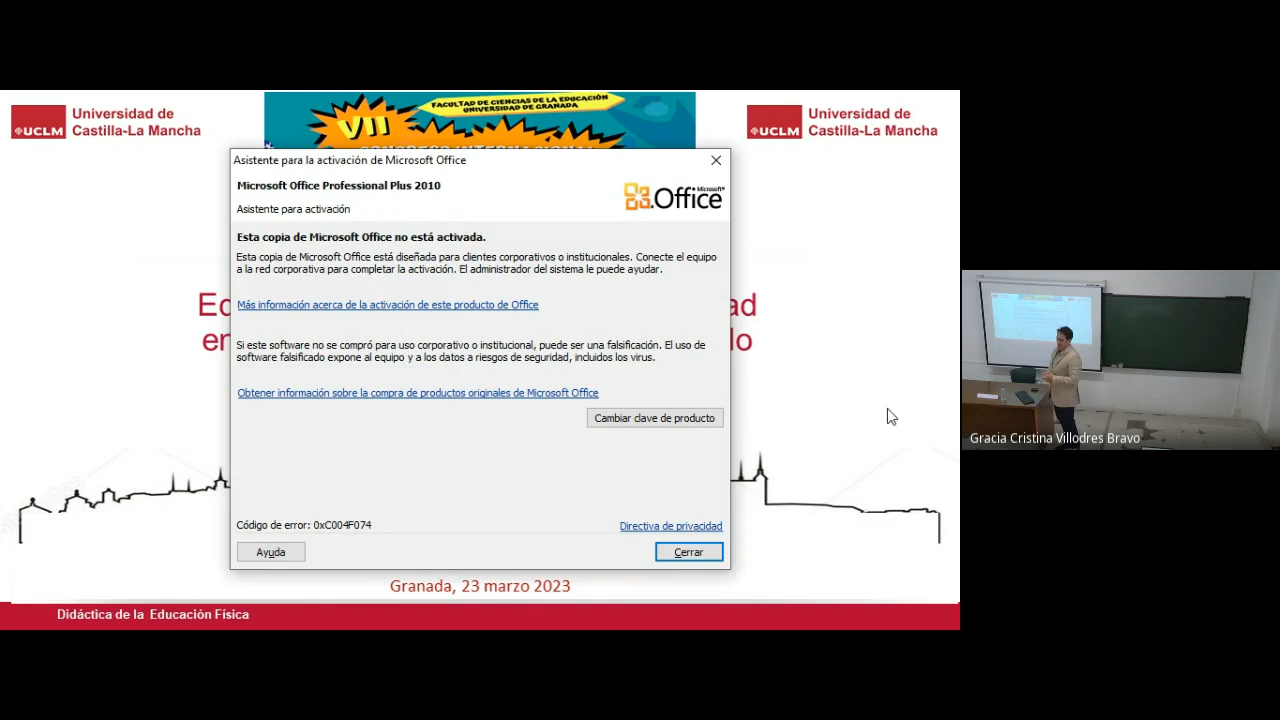 UCLM
Universidad de
Castilla-La Mancha
FACULTAD DE CIENCIAS DE LA EDUCACIÓN
UNIVERSIDAD DE GRANADA
VII
CONGRESO INTERNACIONAL
UCLM
Universidad de
Castilla-La Mancha
Asistente para la activación de Microsoft Office
Microsoft Office Professional Plus 2010
Asistente para activación
Microsoft®
Office
Esta copia de Microsoft Office no está activada.
Esta copia de Microsoft Office está diseñada para clientes corporativos o institucionales. Conecte el equipo
a la red corporativa para completar la activación. El administrador del sistema le puede ayudar.
Más información acerca de la activación de este producto de Office
Si este software no se compró para uso corporativo o institucional, puede ser una falsificación. El uso de
software falsificado expone al equipo y a los datos a riesgos de seguridad, incluidos los virus.
Obtener información sobre la compra de productos originales de Microsoft Office
Cambiar clave de producto
Código de error: 0xC004F074
Directiva de privacidad
Ayuda
Cerrar
Granada, 23 marzo 2023
Didáctica de la Educación Física
Gracia Cristina Villodres Bravo